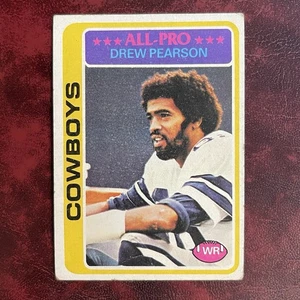 ★★★ ALL-PRO ★★★
DREW PEARSON
COWBOYS
WR